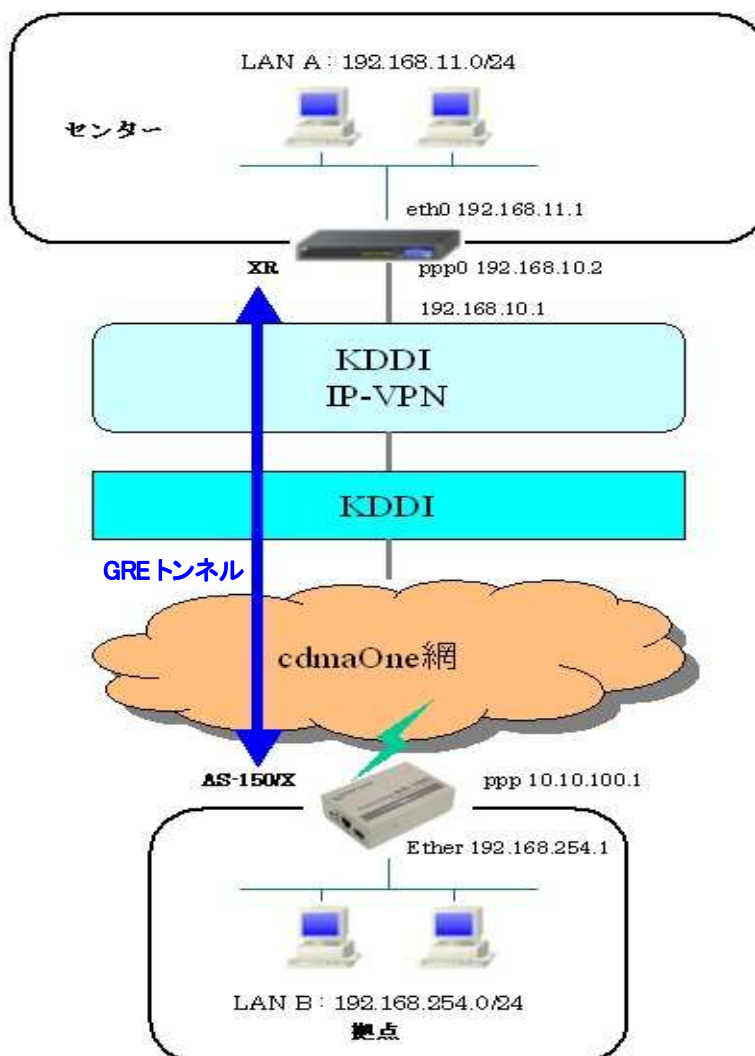 LAN A : 192.168.11.0/24
センター
eth0 192.168.11.1
XR
ppp0 192.168.10.2
192.168.10.1
KDDI
IP-VPN
KDDI
GREトンネル
cdmaOne網
AS-150/X
ppp 10.10.100.1
Ether 192.168.254.1
LAN B : 192.168.254.0/24
拠点